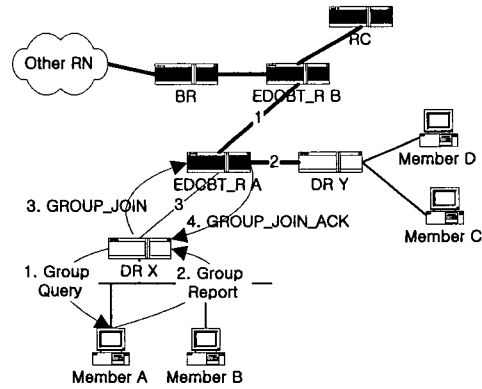 RC
Other RN
BR
EDCBT_R B
1
EDCBT_R A
2
DR Y
Member D
Member C
3. GROUP_JOIN
3
4. GROUP_JOIN_ACK
DR X
1. Group
Query
2. Group
Report
Member A
Member B